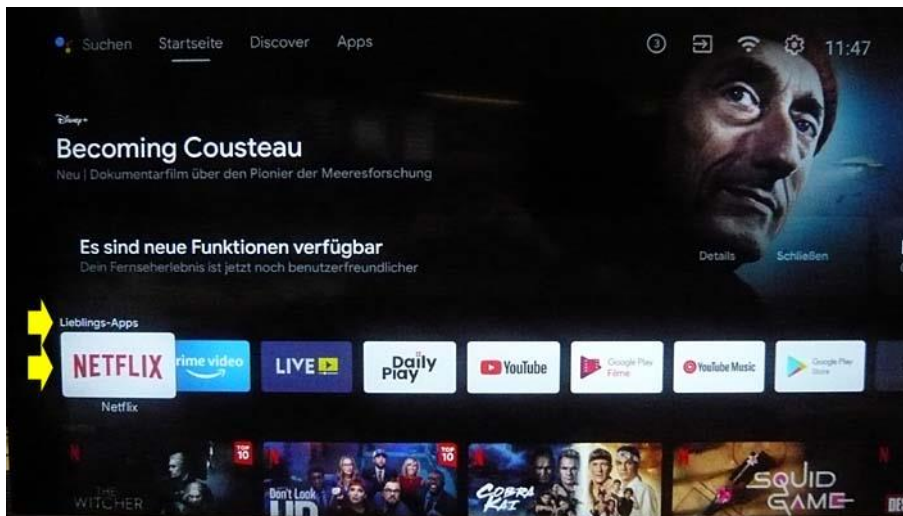 Suchen Startseite Discover Apps 3 11:47
Disney+
Becoming Cousteau
Neu | Dokumentarfilm über den Pionier der Meeresforschung
Es sind neue Funktionen verfügbar
Dein Fernseherlebnis ist jetzt noch benutzerfreundlicher
Details Schließen
Lieblings-Apps
NETFLIX
rime video
LIVE
Daily
Play
YouTube
Google Play
Filme
YouTube Music
Google Play
Store
Netflix
N
THE
WITCHER
TOP
10
N
Don't Look
UP
TOP
10
N
COBRA
KAI
N
SQUID
GAME
N